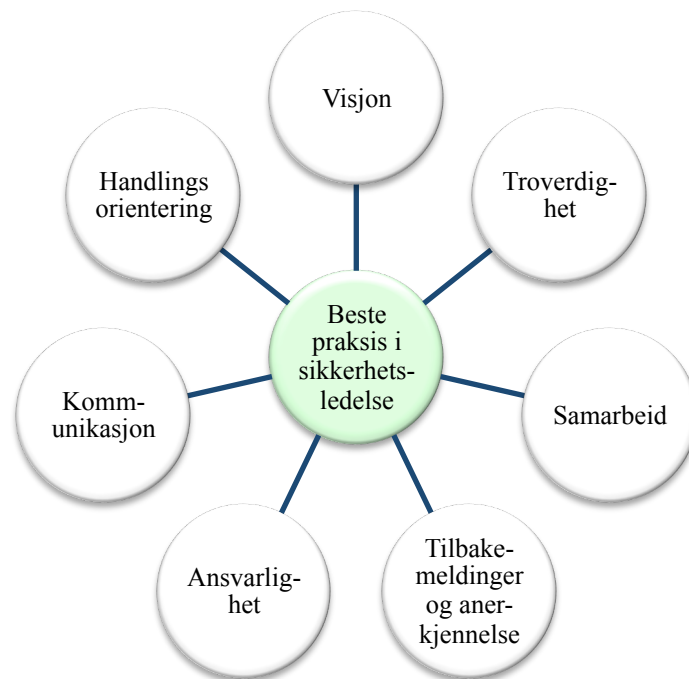 Visjon
Troverdig-
het
Samarbeid
Tilbake-
meldinger
og aner-
kjennelse
Ansvarlig-
het
Komm-
unikasjon
Handlings
orientering
Beste
praksis i
sikkerhets-
ledelse